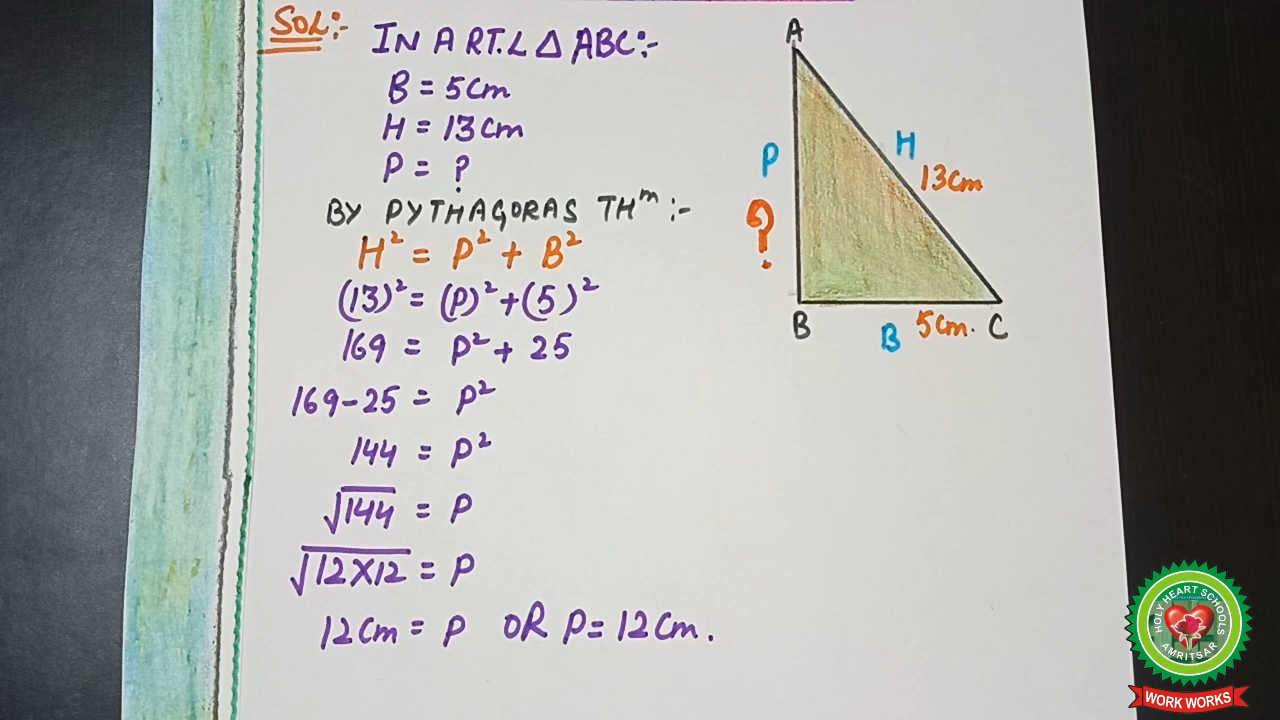 SOL:-
IN A RT.∠ △ ABC:-
B = 5cm
H = 13cm
P = ?
BY PYTHAGORAS THᵐ :-
H² = P² + B²
(13)² = (P)² + (5)²
169 = P² + 25
169-25 = P²
144 = P²
√144 = P
√12×12 = P
12cm = P OR P = 12cm.
A
P
H
13cm
?
B
B
5cm.
C
HOLY HEART SCHOOLS
AMRITSAR
WORK WORKS